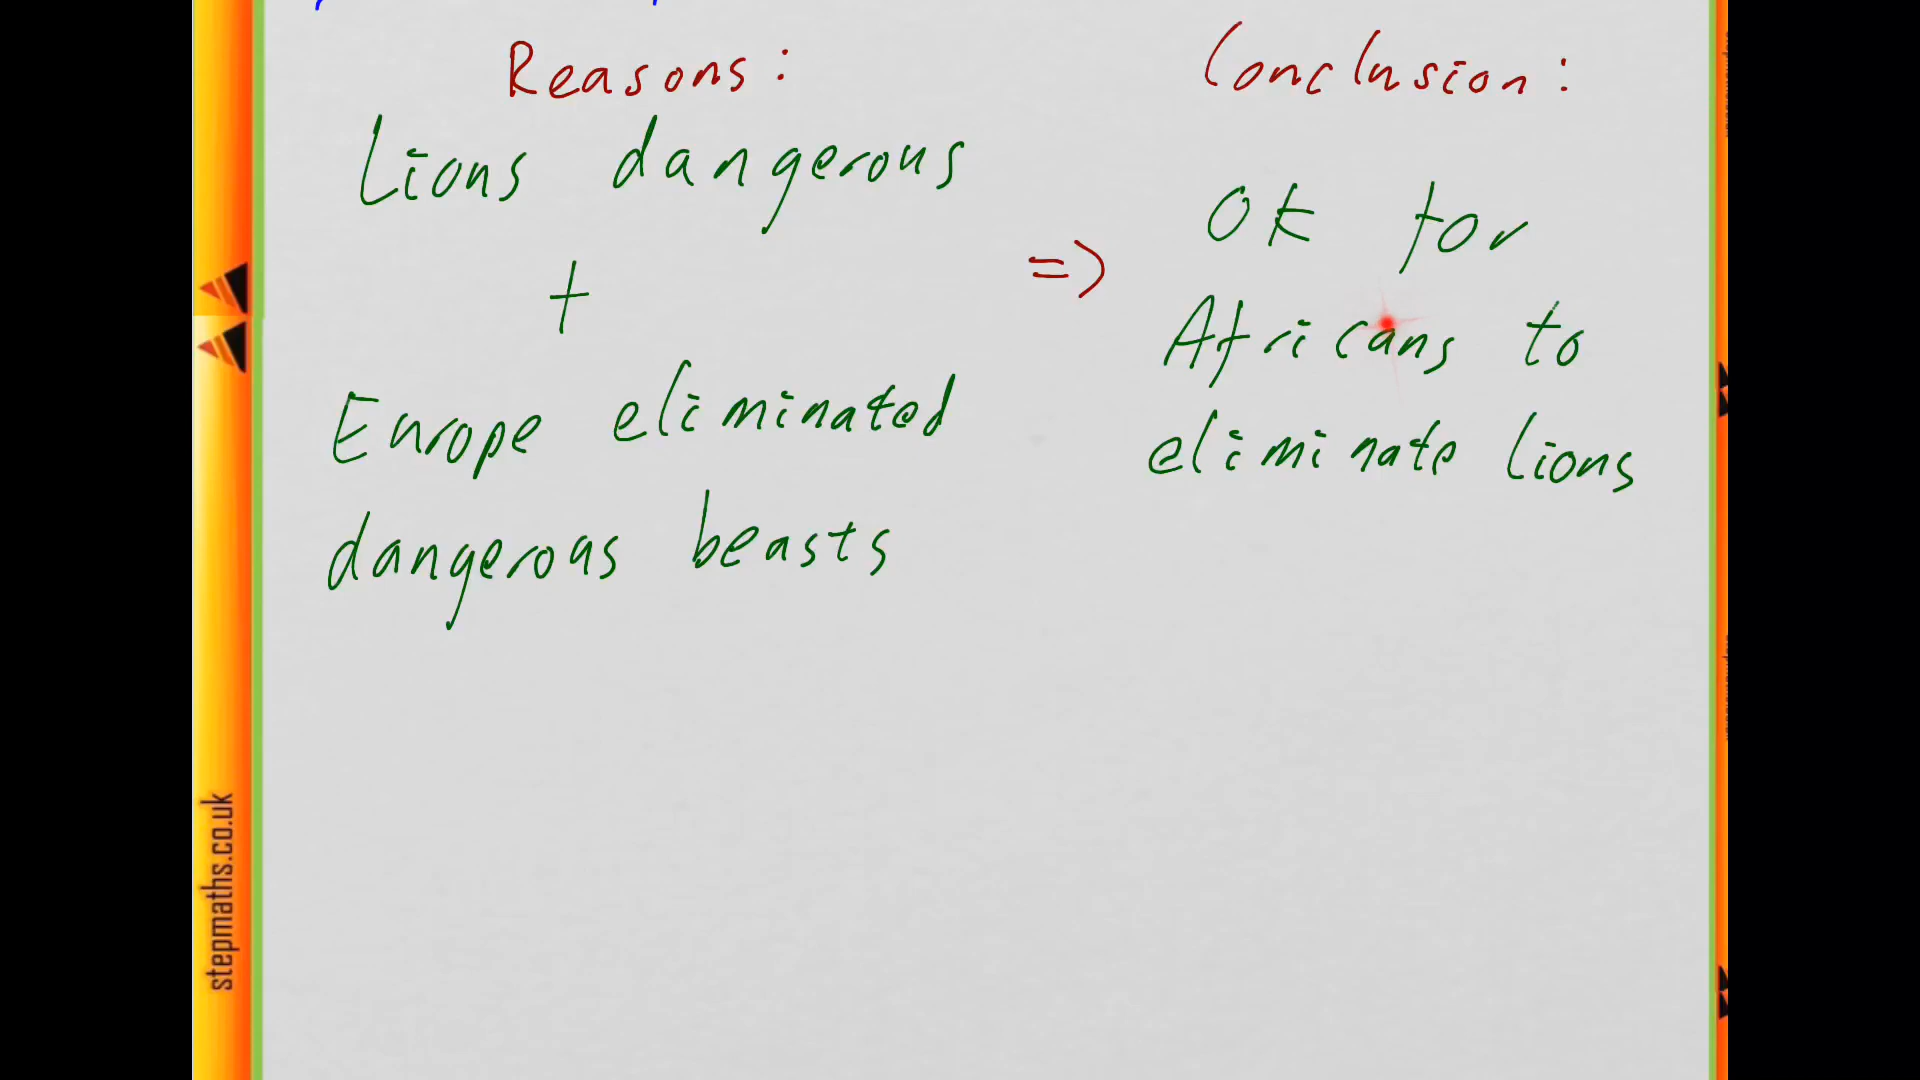 Reasons:
Lions dangerous
+
Europe eliminated
dangerous beasts
=>
Conclusion:
OK for
Africans to
eliminate lions
stepmaths.co.uk